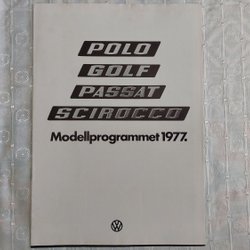 POLO
GOLF
PASSAT
SCIROCCO
Modellprogrammet 1977.